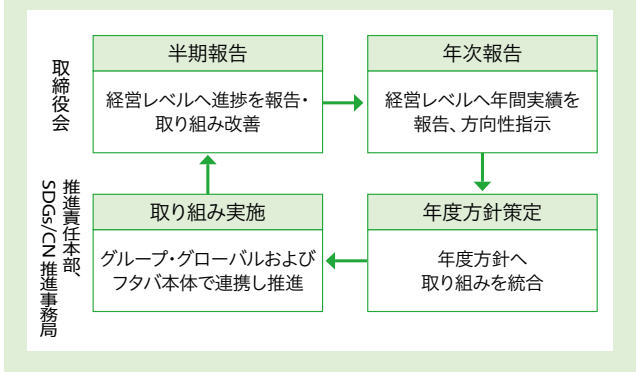 取締役会
半期報告
経営レベルへ進捗を報告・
取り組み改善
年次報告
経営レベルへ年間実績を
報告、方向性指示
推進責任本部、
SDGs/CN 推進事務局
取り組み実施
グループ・グローバルおよび
フタバ本体で連携し推進
年度方針策定
年度方針へ
取り組みを統合